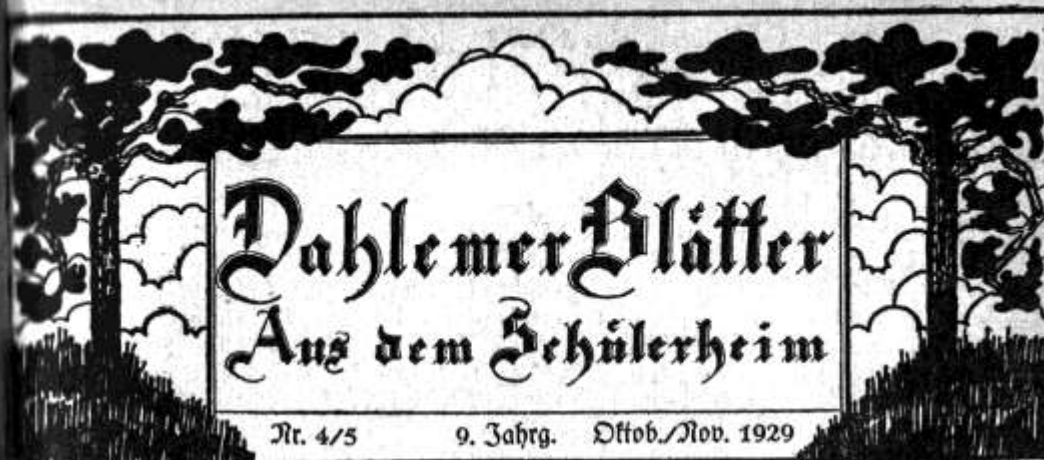 Dahlemer Blätter
Aus dem Schülerheim
Nr. 4/5 9. Jahrg. Oktob./Nov. 1929